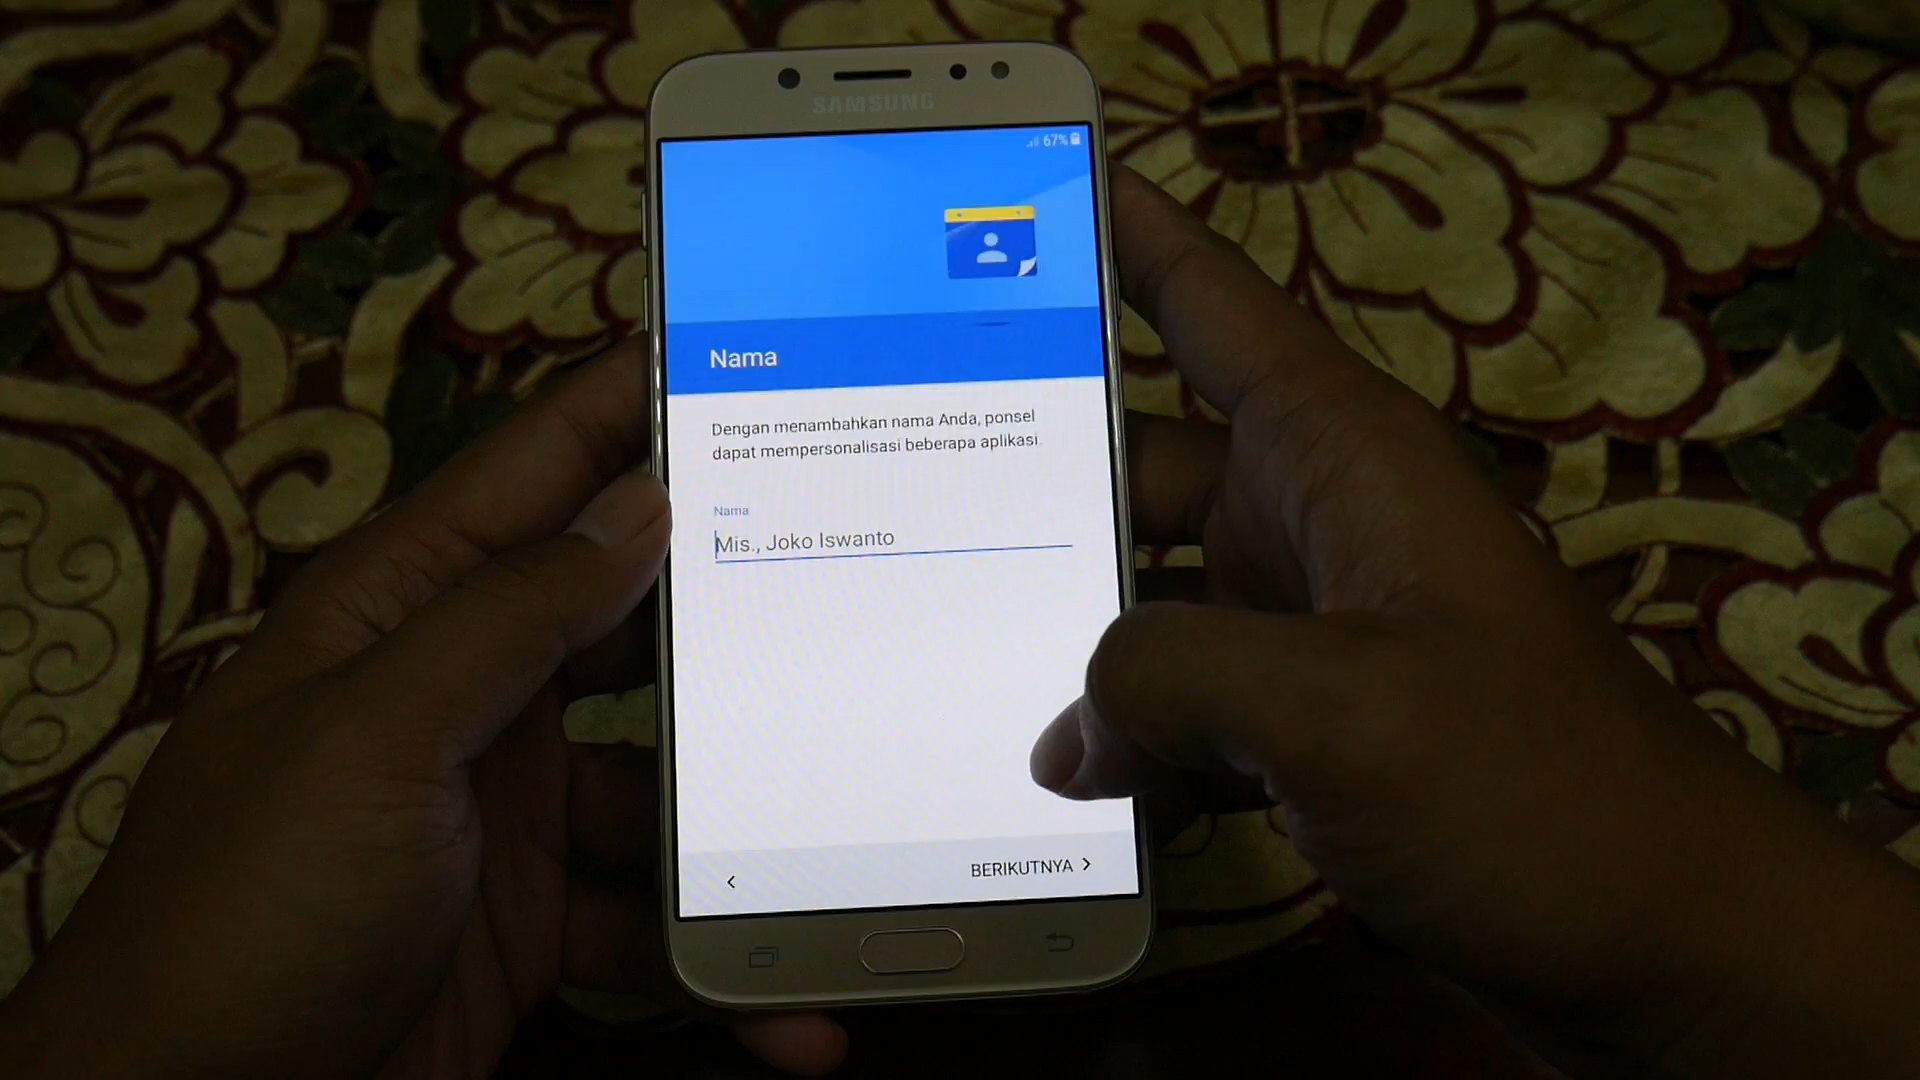 SAMSUNG
67%
Nama
Dengan menambahkan nama Anda, ponsel
dapat mempersonalisasi beberapa aplikasi.
Nama
Mis., Joko Iswanto
BERIKUTNYA